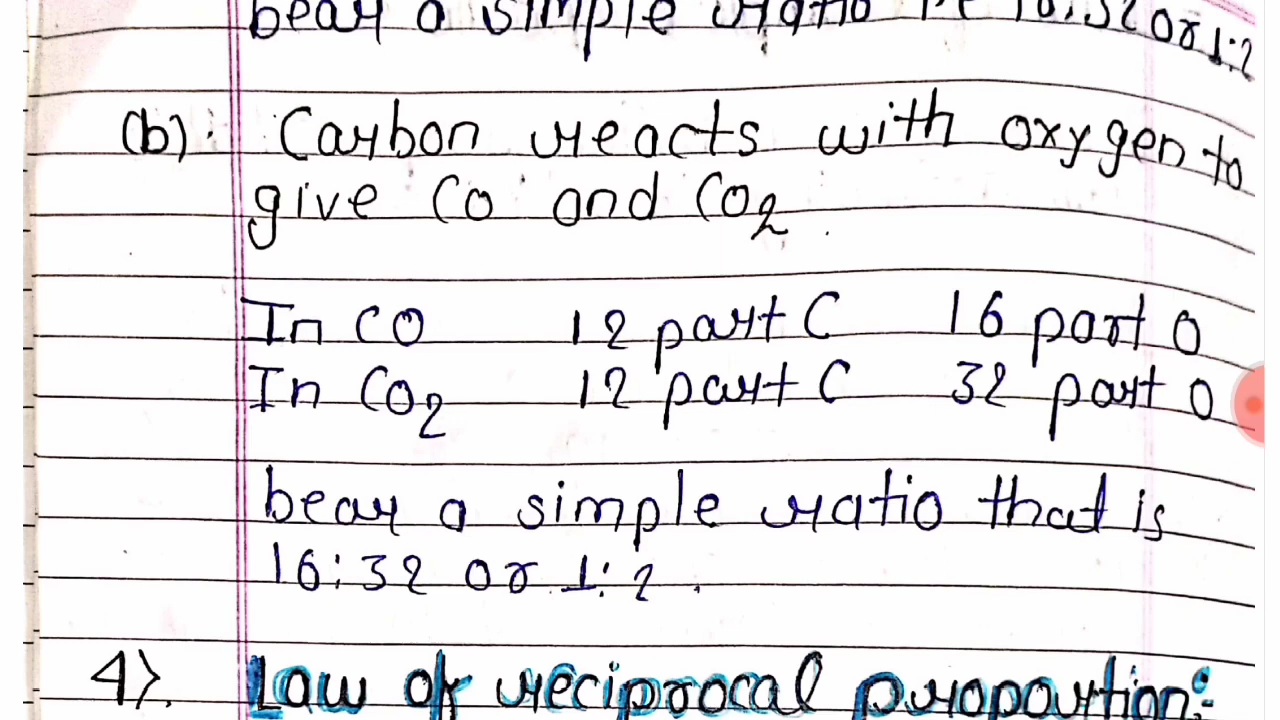 bear a simple ratio i.e 16:32 or 1:2
(b): Carbon reacts with oxygen to
give CO and CO₂.
In CO 12 part C 16 part O
In CO₂ 12 part C 32 part O
bear a simple ratio that is
16:32 or 1:2.
4). Law of reciprocal proportion: